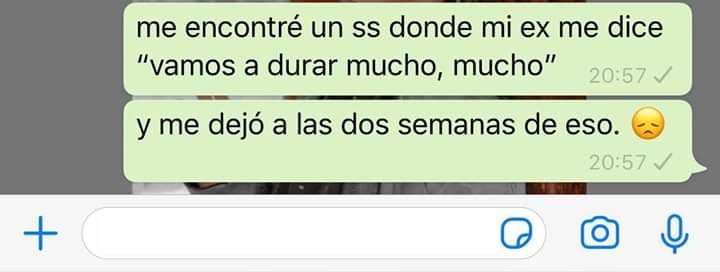 me encontré un ss donde mi ex me dice
“vamos a durar mucho, mucho”
20:57
y me dejó a las dos semanas de eso. 😞
20:57